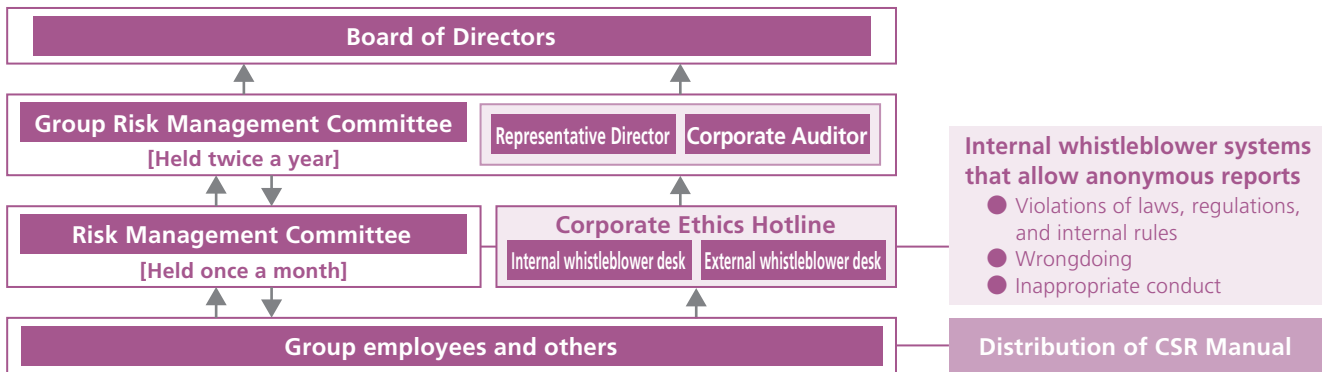 Board of Directors
Group Risk Management Committee
[Held twice a year]
Representative Director
Corporate Auditor
Risk Management Committee
[Held once a month]
Corporate Ethics Hotline
Internal whistleblower desk
External whistleblower desk
Internal whistleblower systems
that allow anonymous reports
● Violations of laws, regulations,
and internal rules
● Wrongdoing
● Inappropriate conduct
Group employees and others
Distribution of CSR Manual